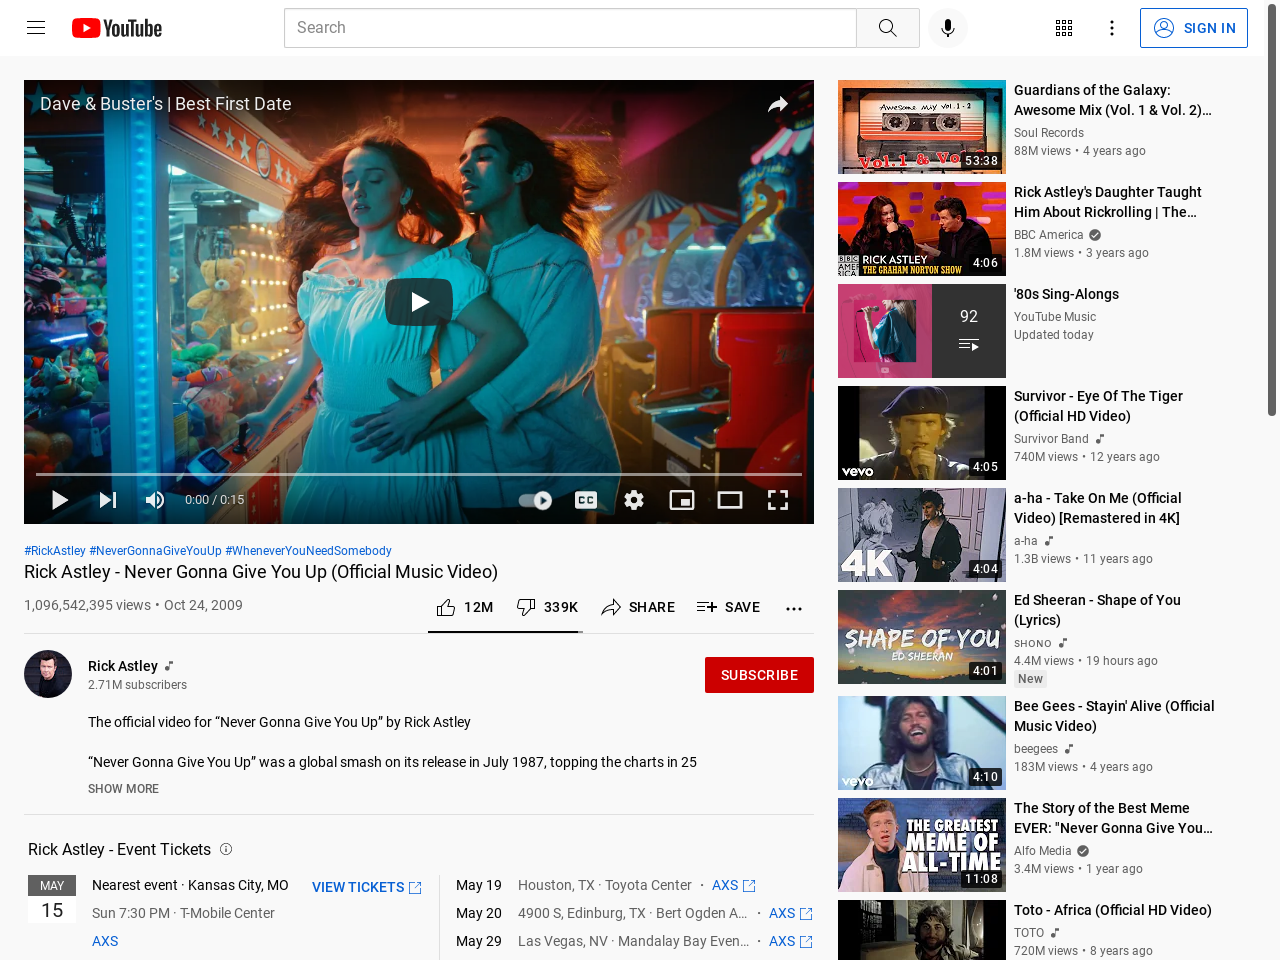 YouTube
Search
SIGN IN
Dave & Buster's | Best First Date
0:00 / 0:15
CC
#RickAstley #NeverGonnaGiveYouUp #WheneverYouNeedSomebody
Rick Astley - Never Gonna Give You Up (Official Music Video)
1,096,542,395 views • Oct 24, 2009
12M
339K
SHARE
SAVE
Rick Astley
2.71M subscribers
SUBSCRIBE
The official video for “Never Gonna Give You Up” by Rick Astley
“Never Gonna Give You Up” was a global smash on its release in July 1987, topping the charts in 25
SHOW MORE
Rick Astley - Event Tickets
MAY
15
Nearest event · Kansas City, MO
Sun 7:30 PM · T-Mobile Center
AXS
VIEW TICKETS
May 19 Houston, TX · Toyota Center · AXS
May 20 4900 S, Edinburg, TX · Bert Ogden A… · AXS
May 29 Las Vegas, NV · Mandalay Bay Even… · AXS
Awesome Mix Vol. 1 · 2
Vol. 1 & Vo
53:38
Guardians of the Galaxy:
Awesome Mix (Vol. 1 & Vol. 2)…
Soul Records
88M views • 4 years ago
BBC
AMERICA
RICK ASTLEY
THE GRAHAM NORTON SHOW
4:06
Rick Astley's Daughter Taught
Him About Rickrolling | The…
BBC America
1.8M views • 3 years ago
92
'80s Sing-Alongs
YouTube Music
Updated today
vevo
4:05
Survivor - Eye Of The Tiger
(Official HD Video)
Survivor Band
740M views • 12 years ago
4K
4:04
a-ha - Take On Me (Official
Video) [Remastered in 4K]
a-ha
1.3B views • 11 years ago
SHAPE OF YOU
ED SHEERAN
4:01
Ed Sheeran - Shape of You
(Lyrics)
SHONO
4.4M views • 19 hours ago
New
vevo
4:10
Bee Gees - Stayin' Alive (Official
Music Video)
beegees
183M views • 4 years ago
THE GREATEST
MEME OF
ALL-TIME
11:08
The Story of the Best Meme
EVER: "Never Gonna Give You…
Alfo Media
3.4M views • 1 year ago
Toto - Africa (Official HD Video)
TOTO
720M views • 8 years ago